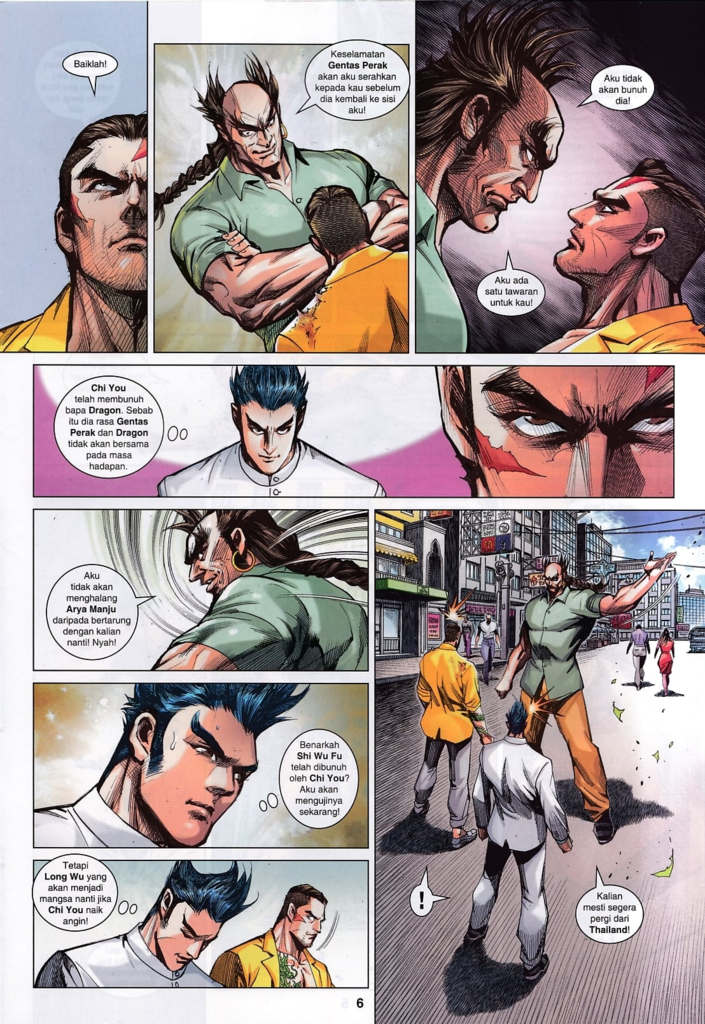 Baiklah!
Keselamatan
Gentas Perak
akan aku serahkan
kepada kau sebelum
dia kembali ke sisi
aku!
Aku tidak
akan bunuh
dia!
Aku ada
satu tawaran
untuk kau!
Chi You
telah membunuh
bapa Dragon. Sebab
itu dia rasa Gentas
Perak dan Dragon
tidak akan bersama
pada masa
hadapan.
Aku
tidak akan
menghalang
Arya Manju
daripada bertarung
dengan kalian
nanti! Nyah!
Benarkah
Shi Wu Fu
telah dibunuh
oleh Chi You?
Aku akan
mengujinya
sekarang!
Tetapi
Long Wu yang
akan menjadi
mangsa nanti jika
Chi You naik
angin!
!
Kalian
mesti segera
pergi dari
Thailand!
6